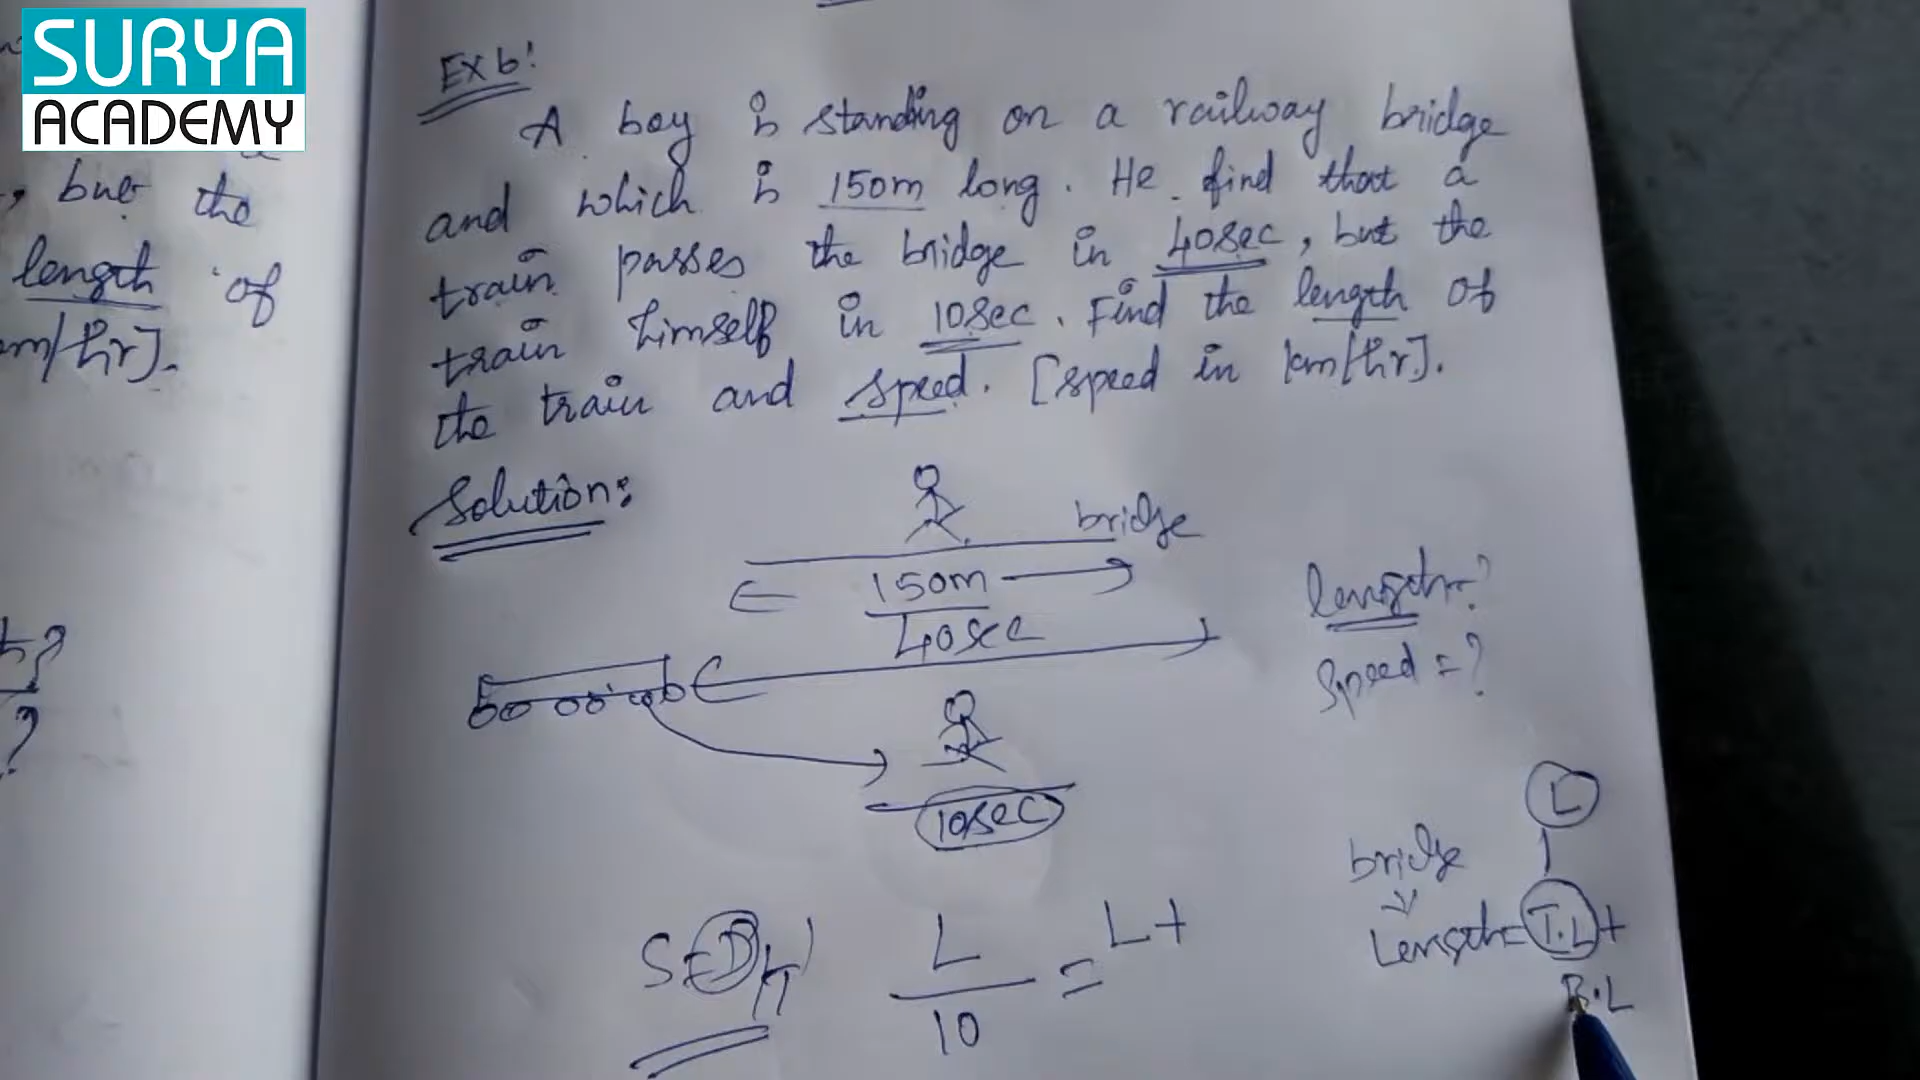 SURYA
ACADEMY
Ex 6:
A boy is standing on a railway bridge
and which is 150m long. He find that a
train passes the bridge in 40sec, but the
train himself in 10sec. Find the length of
the train and speed. [speed in km/hr].
, but the
length of
m/hr].
?
?
Solution:
bridge
150m
40sec
length=?
Speed=?
10sec
L
bridge
Length=T.L+
B.L
S=D/T
L/10 = L+